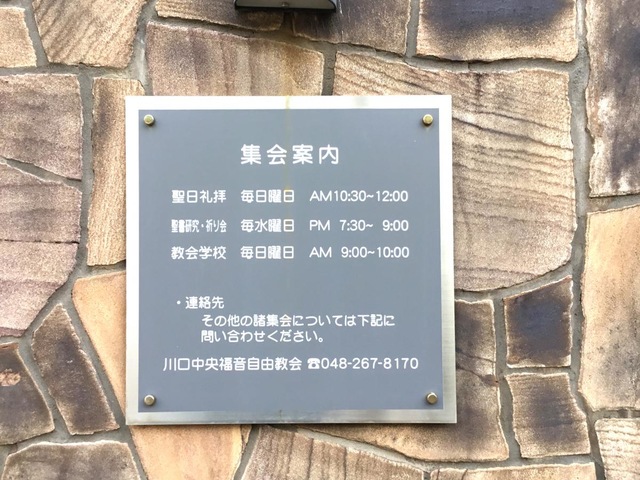 集会案内
聖日礼拝 毎日曜日 AM10:30~12:00
聖書研究・祈り会 毎水曜日 PM 7:30~ 9:00
教会学校 毎日曜日 AM 9:00~10:00
・連絡先
その他の諸集会については下記に
問い合わせください。
川口中央福音自由教会 ☎048-267-8170